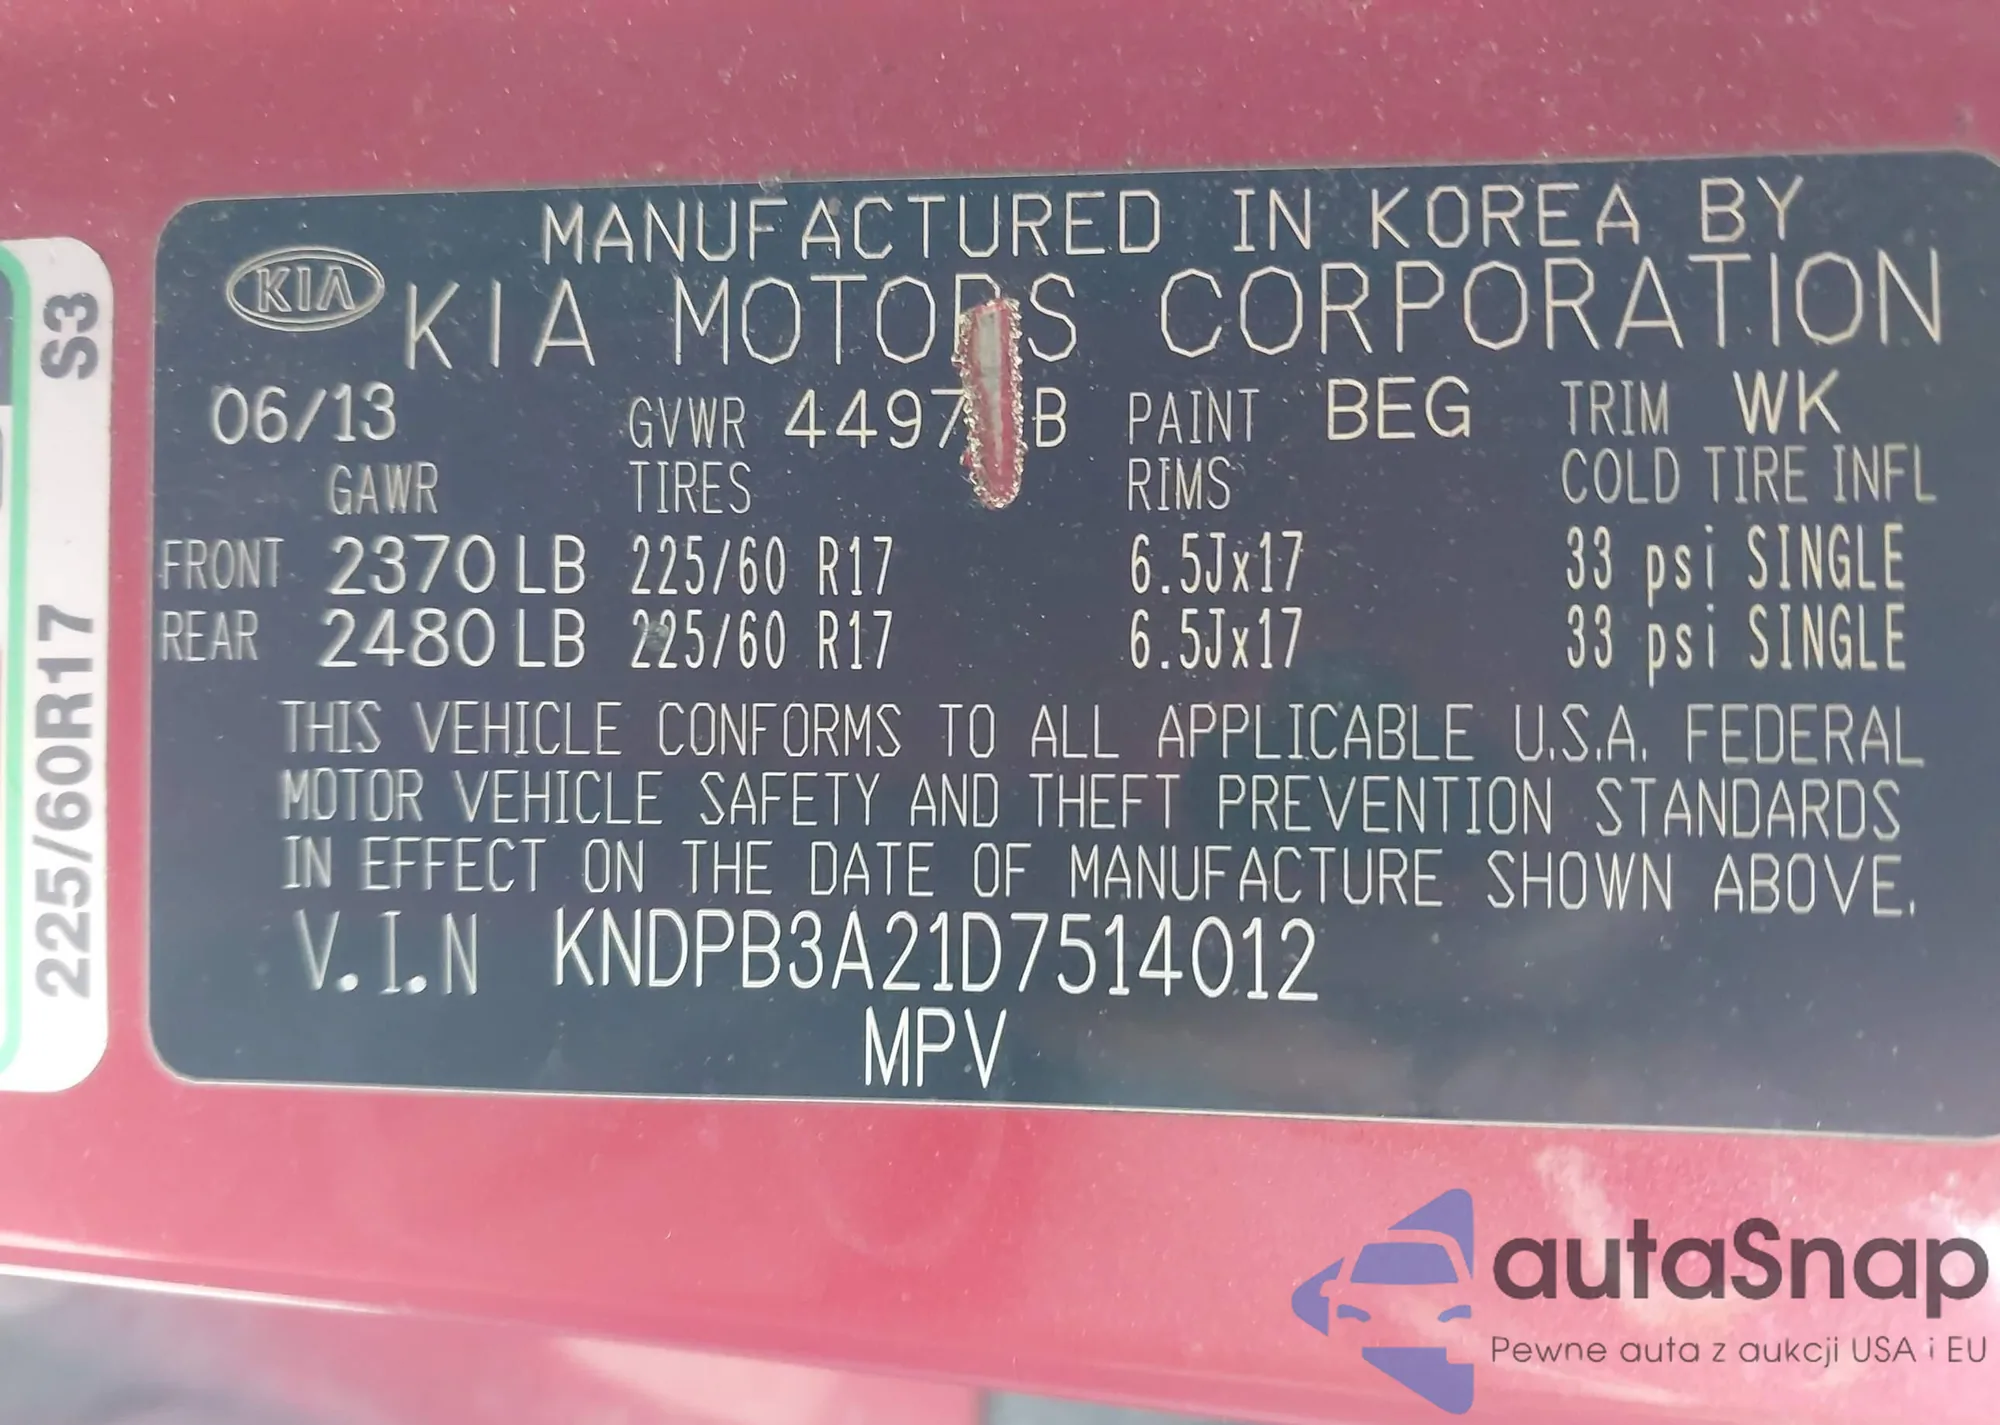 MANUFACTURED IN KOREA BY
KIA
KIA MOTORS CORPORATION
06/13 GVWR PAINT BEG TRIM WK
GAWR TIRES RIMS COLD TIRE INFL
FRONT 2370 LB 225/60 R17 6.5Jx17 33 psi SINGLE
REAR 2480 LB 225/60 R17 6.5Jx17 33 psi SINGLE
THIS VEHICLE CONFORMS TO ALL APPLICABLE U.S.A. FEDERAL
MOTOR VEHICLE SAFETY AND THEFT PREVENTION STANDARDS
IN EFFECT ON THE DATE OF MANUFACTURE SHOWN ABOVE.
V.I.N KNDPB3A21D7514012
MPV
225/60R17 S3
autaSnap
Pewne auta z aukcji USA i EU